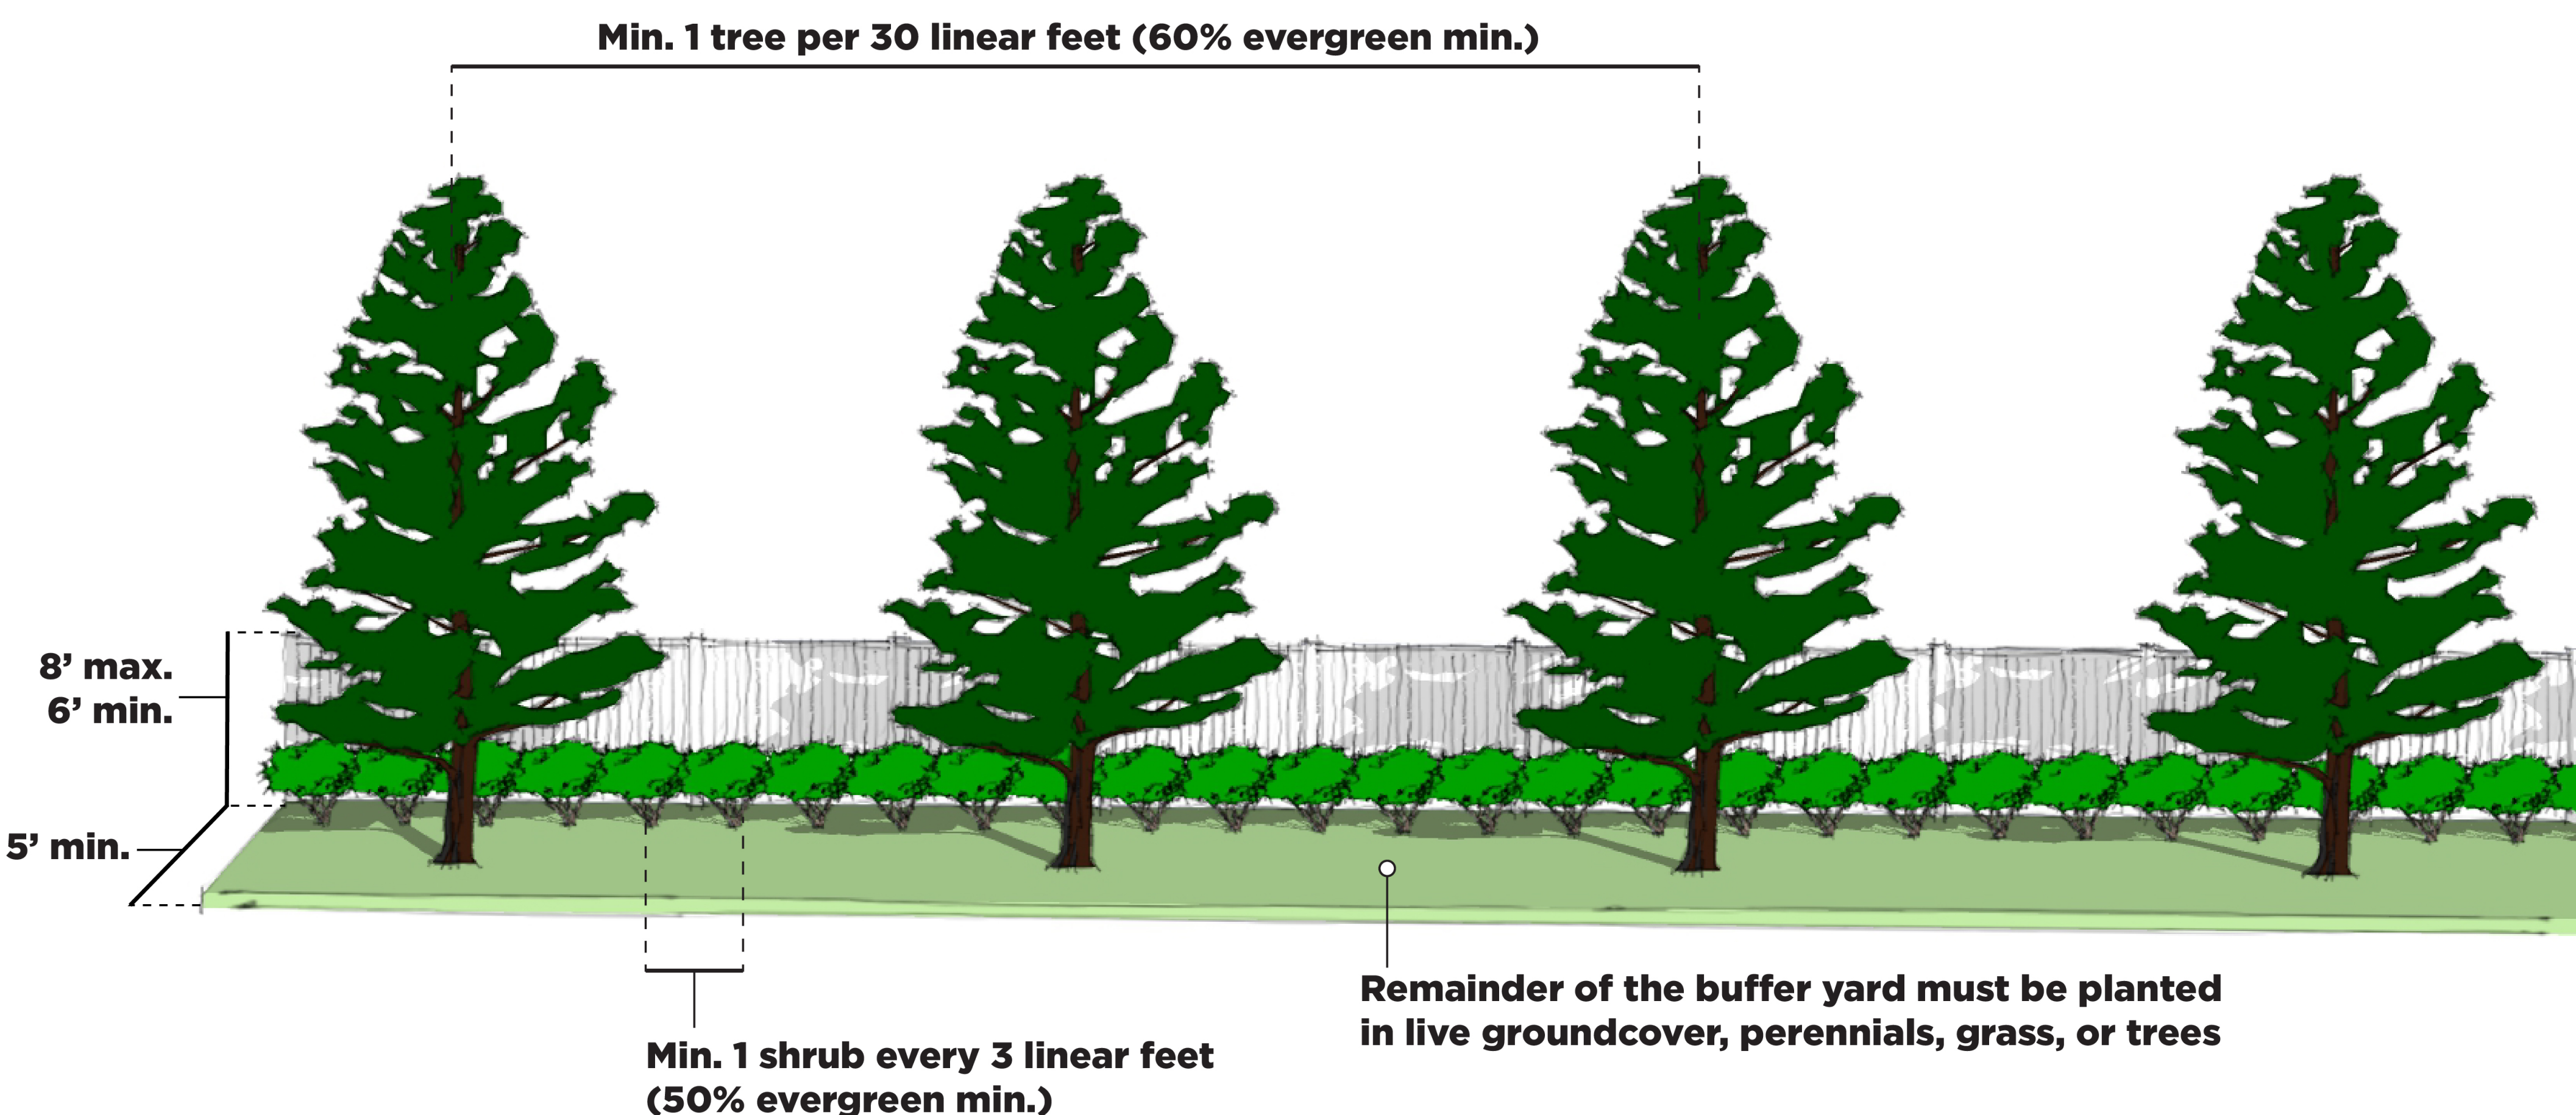 Min. 1 tree per 30 linear feet (60% evergreen min.)
8’ max.
6’ min.
5’ min.
Remainder of the buffer yard must be planted
in live groundcover, perennials, grass, or trees
Min. 1 shrub every 3 linear feet
(50% evergreen min.)